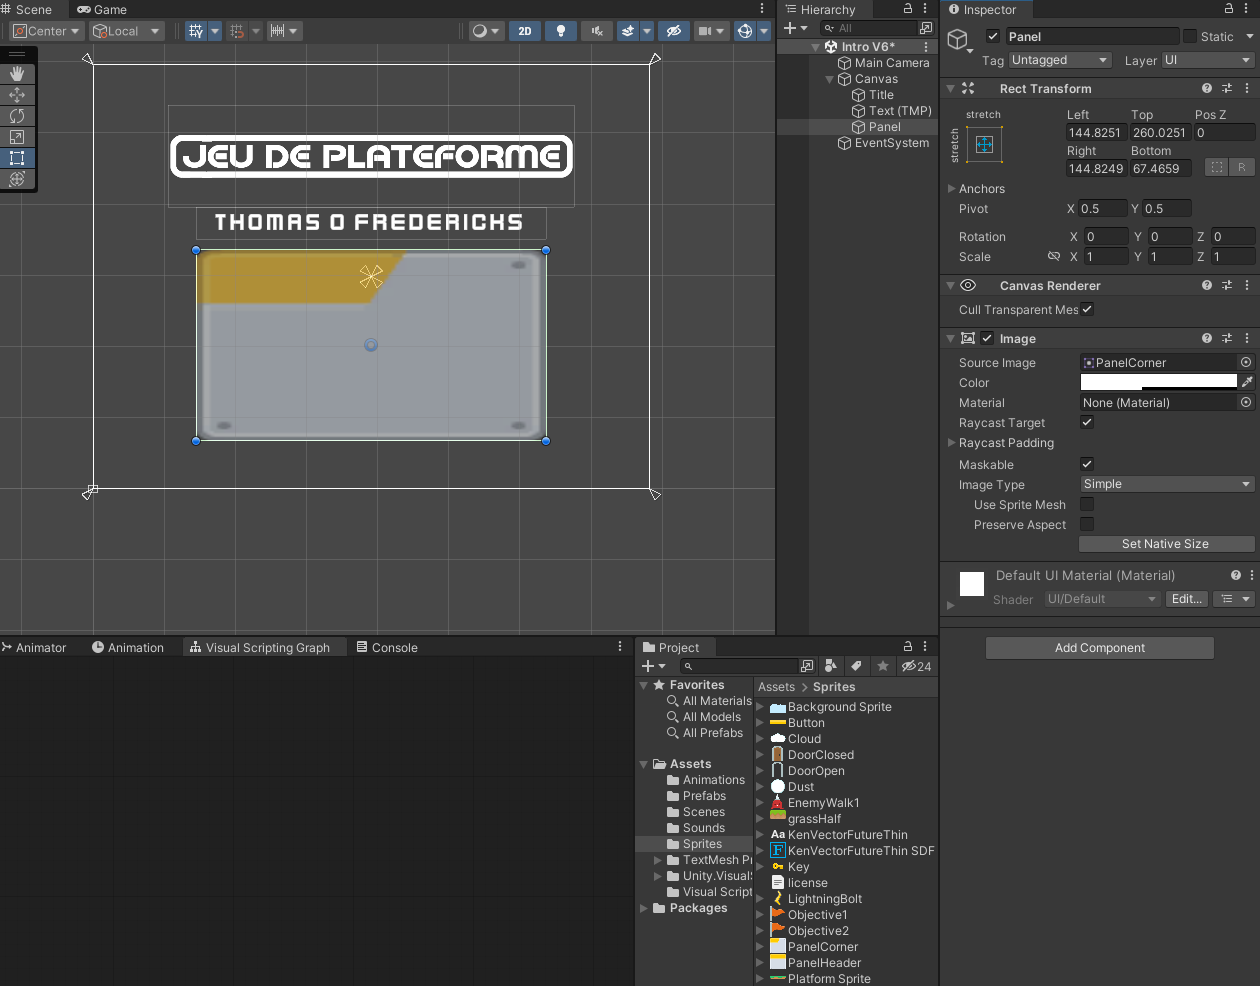 Scene
Game
Center
Local
2D
JEU DE PLATEFORME
THOMAS O FREDERICHS
Hierarchy
All
Intro V6*
Main Camera
Canvas
Title
Text (TMP)
Panel
EventSystem
Inspector
Panel
Static
Tag
Untagged
Layer
UI
Rect Transform
stretch
stretch
Left
Top
Pos Z
144.8251
260.0251
0
Right
Bottom
144.8249
67.4659
R
Anchors
Pivot
X 0.5
Y 0.5
Rotation
X 0
Y 0
Z 0
Scale
X 1
Y 1
Z 1
Canvas Renderer
Cull Transparent Mes
Image
Source Image
PanelCorner
Color
Material
None (Material)
Raycast Target
Raycast Padding
Maskable
Image Type
Simple
Use Sprite Mesh
Preserve Aspect
Set Native Size
Default UI Material (Material)
Shader
UI/Default
Edit...
Add Component
Animator
Animation
Visual Scripting Graph
Console
Project
24
Favorites
All Materials
All Models
All Prefabs
Assets
Animations
Prefabs
Scenes
Sounds
Sprites
TextMesh Pr
Unity.Visual
Visual Script
Packages
Assets > Sprites
Background Sprite
Button
Cloud
DoorClosed
DoorOpen
Dust
EnemyWalk1
grassHalf
Aa KenVectorFutureThin
F KenVectorFutureThin SDF
Key
license
LightningBolt
Objective1
Objective2
PanelCorner
PanelHeader
Platform Sprite